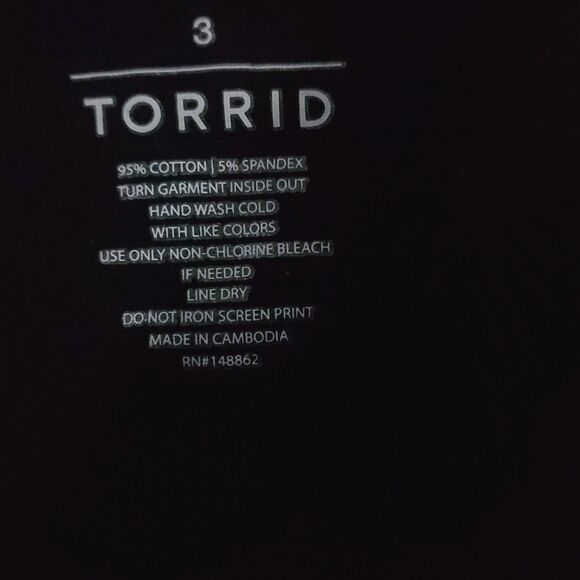 3
TORRID
95% COTTON | 5% SPANDEX
TURN GARMENT INSIDE OUT
HAND WASH COLD
WITH LIKE COLORS
USE ONLY NON-CHLORINE BLEACH
IF NEEDED
LINE DRY
DO NOT IRON SCREEN PRINT
MADE IN CAMBODIA
RN#148862